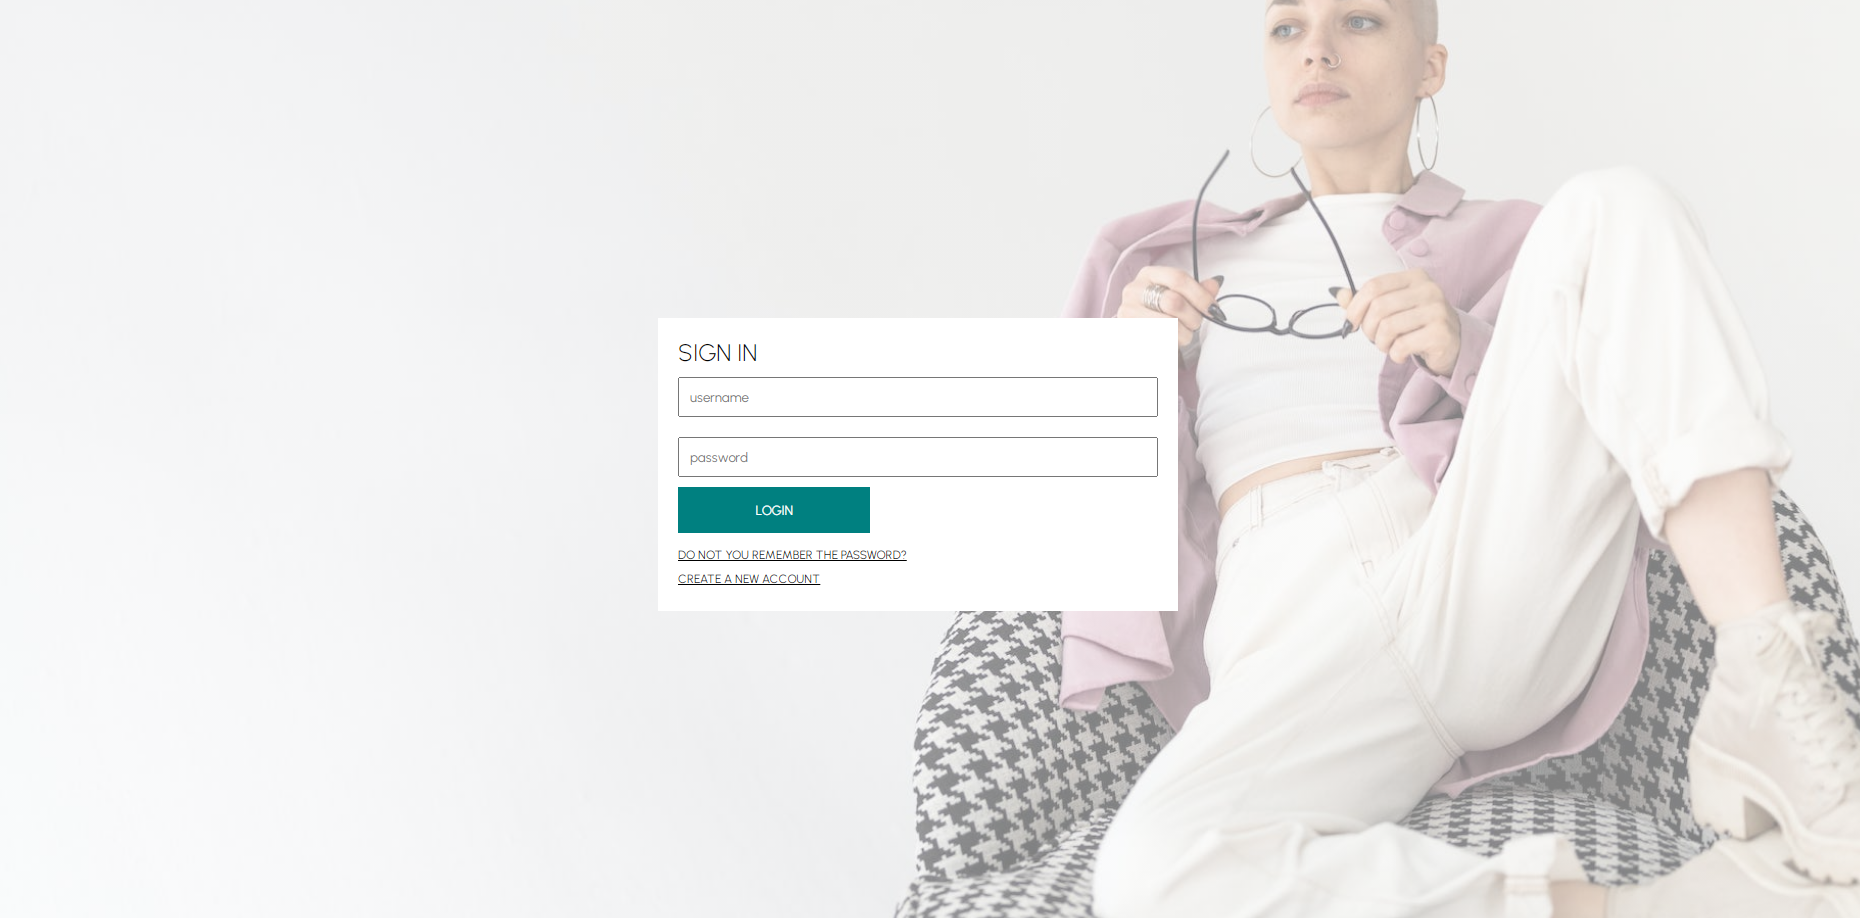 SIGN IN
username
password
LOGIN
DO NOT YOU REMEMBER THE PASSWORD?
CREATE A NEW ACCOUNT